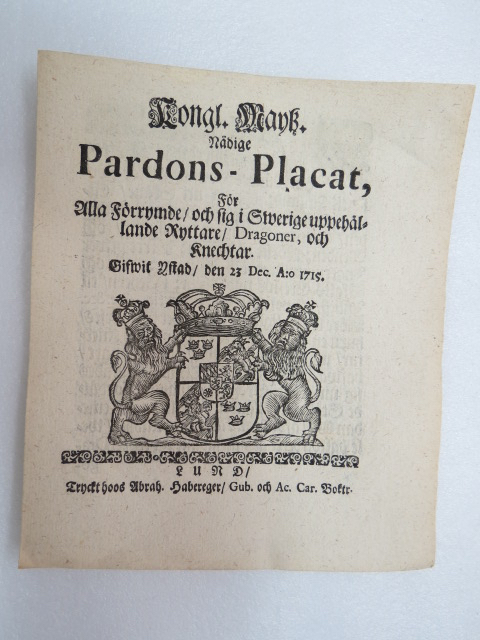 Kongl. Mayꜩ.
Nådige
Pardons-Placat,
För
Alla Förrymde/ och sig i Swerige uppehål-
lande Ryttare/ Dragoner, och
Knechtar.
Gifwit Ystad/ den 23 Dec. A:o 1715.
LUND/
Tryckt hoos Abrah. Habereger/ Gub. och Ac. Car. Boktr.